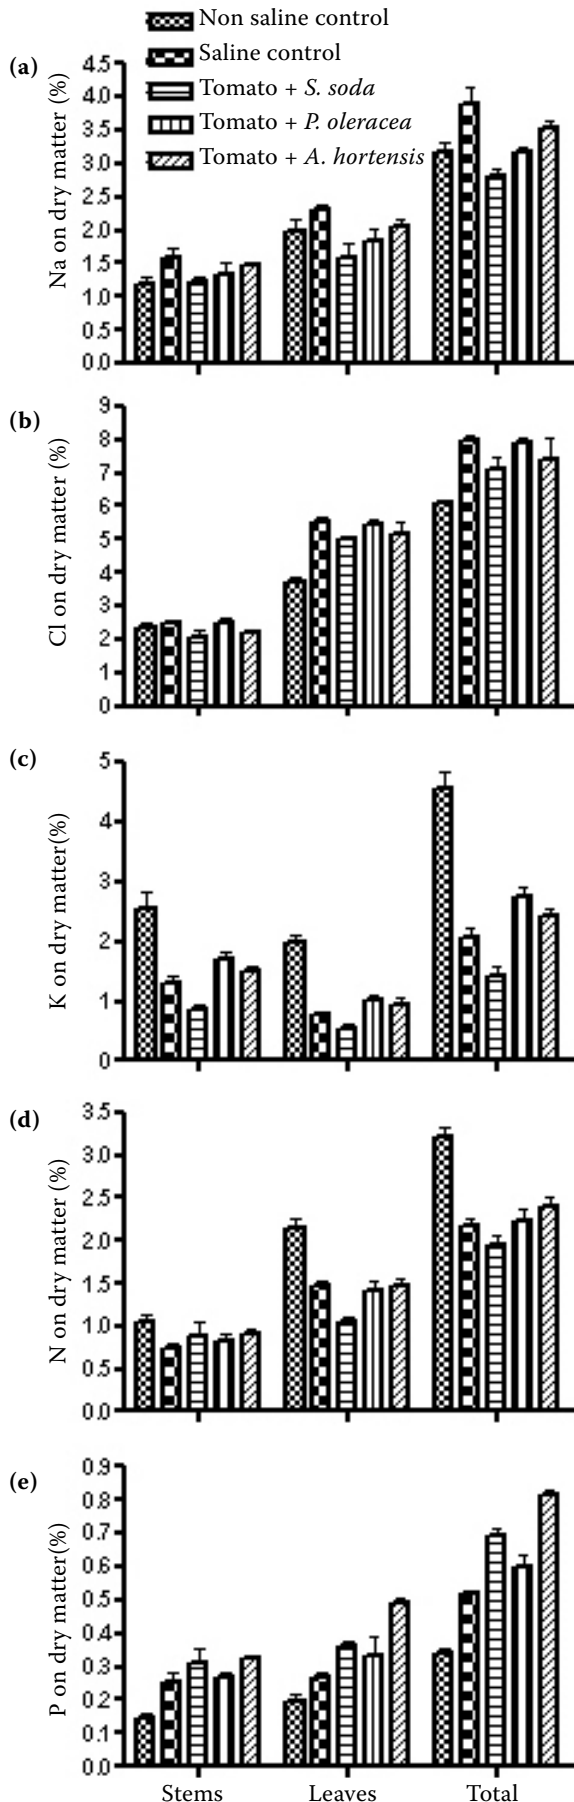 Non saline control
Saline control
Tomato + S. soda
Tomato + P. oleracea
Tomato + A. hortensis
(a)
Na on dry matter (%)
4.5
4.0
3.5
3.0
2.5
2.0
1.5
1.0
0.5
0.0
(b)
Cl on dry matter (%)
9
8
7
6
5
4
3
2
1
0
(c)
K on dry matter(%)
5
4
3
2
1
0
(d)
N on dry matter (%)
3.5
3.0
2.5
2.0
1.5
1.0
0.5
0.0
(e)
P on dry matter(%)
0.9
0.8
0.7
0.6
0.5
0.4
0.3
0.2
0.1
0.0
Stems Leaves Total